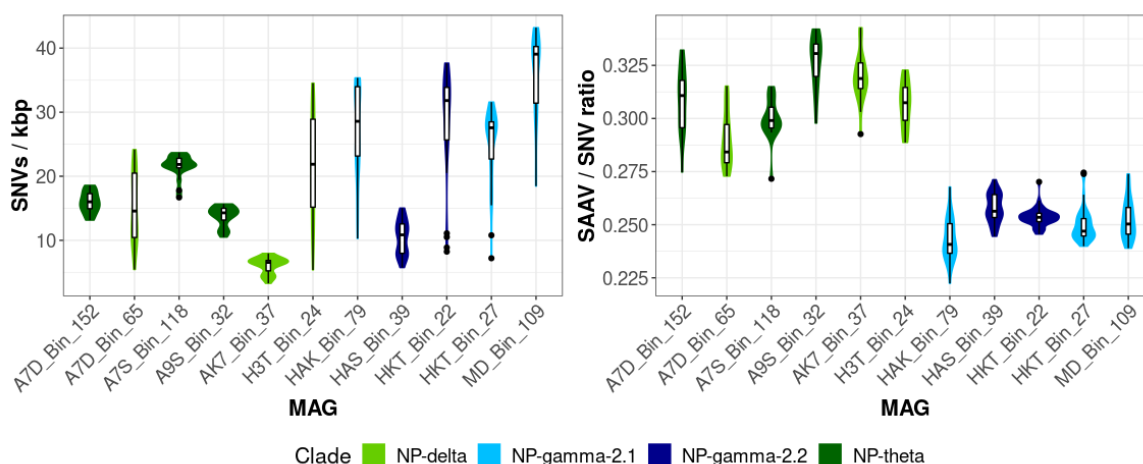 SNVs / kbp
40
30
20
10
A7D_Bin_152
A7D_Bin_65
A7S_Bin_118
A9S_Bin_32
AK7_Bin_37
H3T_Bin_24
HAK_Bin_79
HAS_Bin_39
HKT_Bin_22
HKT_Bin_27
MD_Bin_109
MAG
SAAV / SNV ratio
0.325
0.300
0.275
0.250
0.225
A7D_Bin_152
A7D_Bin_65
A7S_Bin_118
A9S_Bin_32
AK7_Bin_37
H3T_Bin_24
HAK_Bin_79
HAS_Bin_39
HKT_Bin_22
HKT_Bin_27
MD_Bin_109
MAG
Clade NP-delta NP-gamma-2.1 NP-gamma-2.2 NP-theta